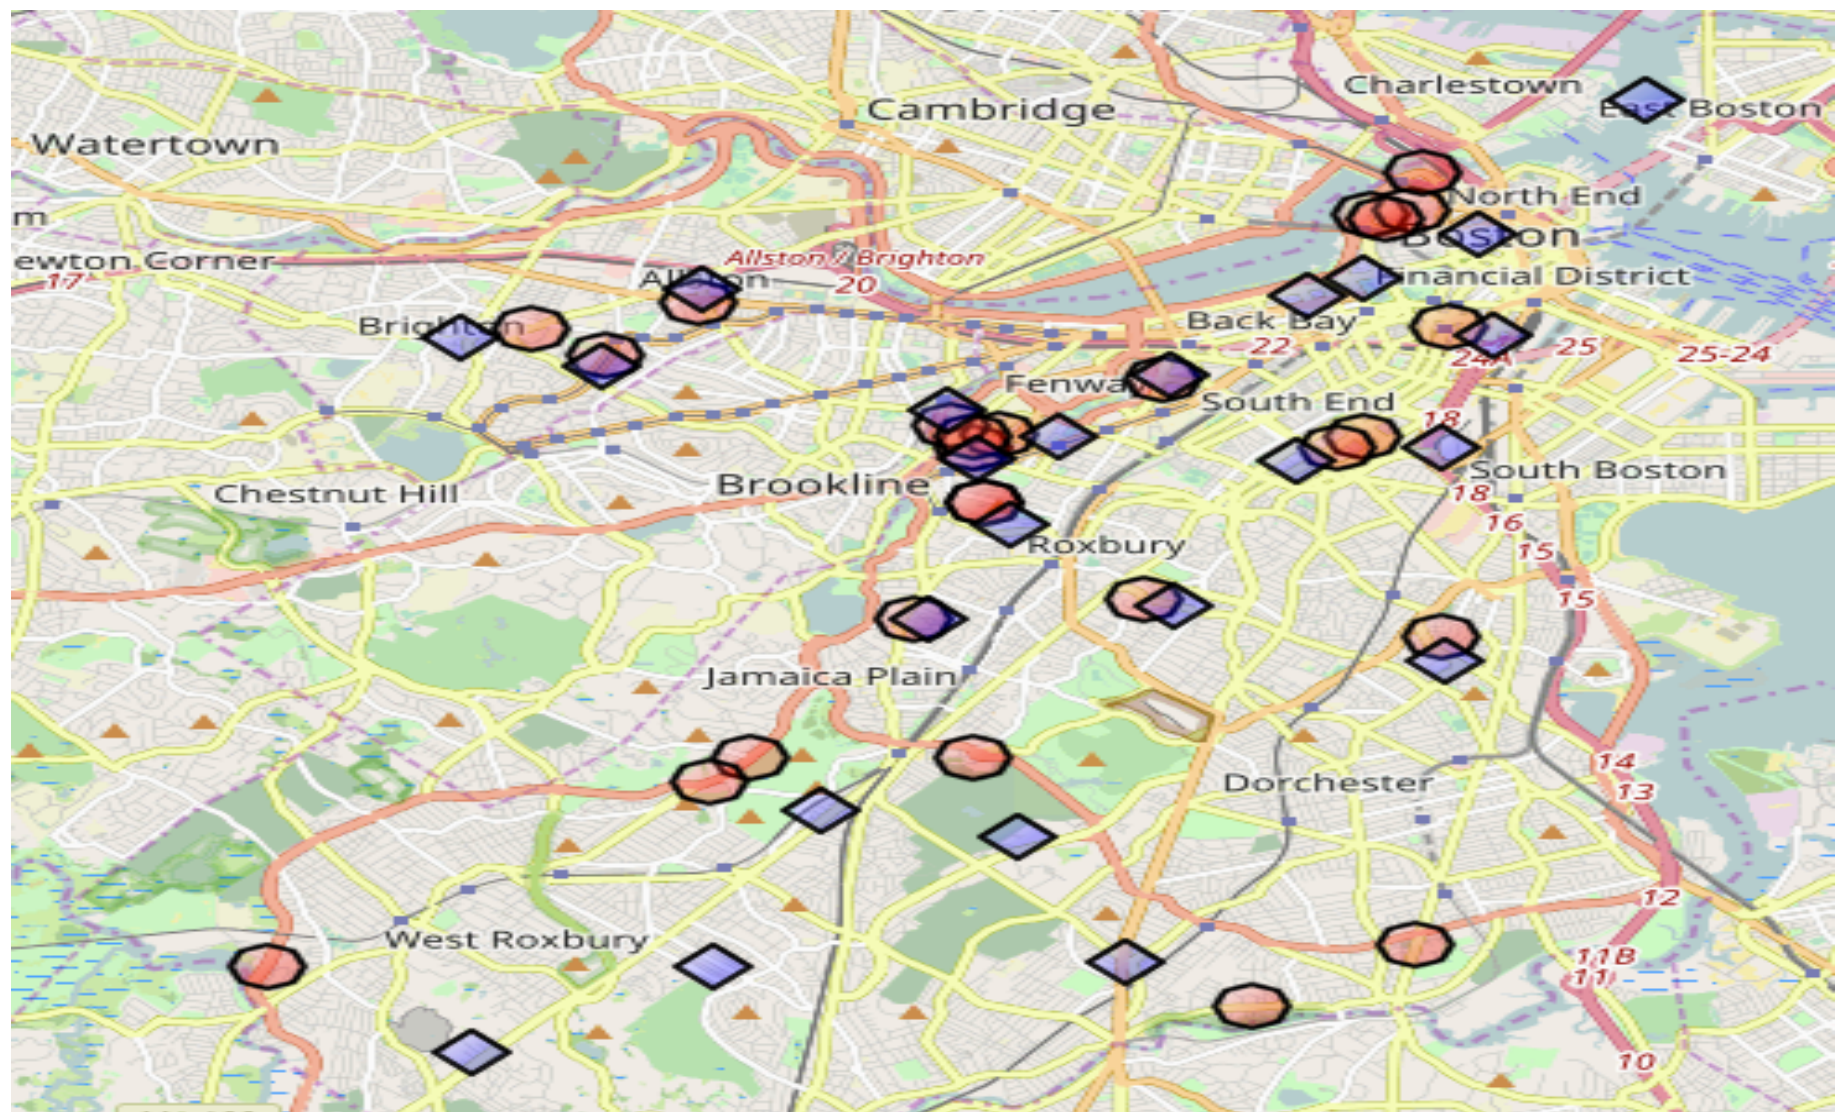 Charlestown
East Boston
Cambridge
Watertown
North End
m
Boston
Allston / Brighton
ewton Corner
Financial District
17
Allston
20
Back Bay
Brighton
22
24A
25
25-24
Fenway
South End
18
South Boston
Brookline
Chestnut Hill
18
16
Roxbury
15
15
Jamaica Plain
14
Dorchester
13
12
West Roxbury
11B
11
10